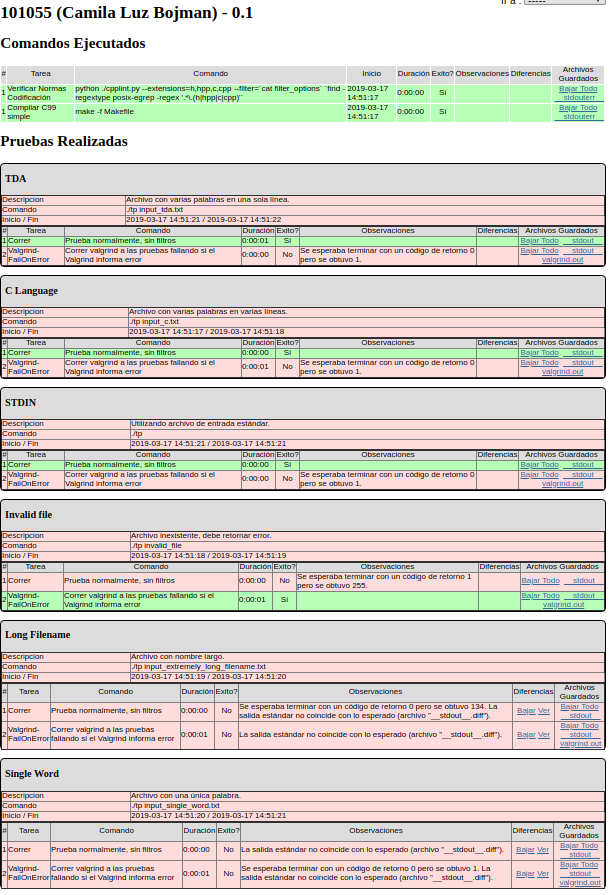 Ir a : -----
101055 (Camila Luz Bojman) - 0.1
Comandos Ejecutados
# Tarea Comando Inicio Duración Exito? Observaciones Diferencias Archivos Guardados
1 Verificar Normas Codificación python ./cpplint.py --extensions=h,hpp,c,cpp --filter=`cat filter_options` `find -regextype posix-egrep -regex '.*\.(h|hpp|c|cpp)'` 2019-03-17 14:51:17 0:00:00 Si Bajar Todo __stdouterr
1 Compilar C99 simple make -f Makefile 2019-03-17 14:51:17 0:00:00 Si Bajar Todo __stdouterr
Pruebas Realizadas
TDA
Descripcion Archivo con varias palabras en una sola línea.
Comando ./tp input_tda.txt
Inicio / Fin 2019-03-17 14:51:21 / 2019-03-17 14:51:22
# Tarea Comando Duración Exito? Observaciones Diferencias Archivos Guardados
1 Correr Prueba normalmente, sin filtros 0:00:01 Si Bajar Todo __stdout__
2 Valgrind-FailOnError Correr valgrind a las pruebas fallando si el Valgrind informa error 0:00:00 No Se esperaba terminar con un código de retorno 0 pero se obtuvo 1. Bajar Todo __stdout__ valgrind.out
C Language
Descripcion Archivo con varias palabras en varias líneas.
Comando ./tp input_c.txt
Inicio / Fin 2019-03-17 14:51:17 / 2019-03-17 14:51:18
# Tarea Comando Duración Exito? Observaciones Diferencias Archivos Guardados
1 Correr Prueba normalmente, sin filtros 0:00:00 Si Bajar Todo __stdout__
2 Valgrind-FailOnError Correr valgrind a las pruebas fallando si el Valgrind informa error 0:00:01 No Se esperaba terminar con un código de retorno 0 pero se obtuvo 1. Bajar Todo __stdout__ valgrind.out
STDIN
Descripcion Utilizando archivo de entrada estándar.
Comando ./tp
Inicio / Fin 2019-03-17 14:51:21 / 2019-03-17 14:51:21
# Tarea Comando Duración Exito? Observaciones Diferencias Archivos Guardados
1 Correr Prueba normalmente, sin filtros 0:00:00 Si Bajar Todo __stdout__
2 Valgrind-FailOnError Correr valgrind a las pruebas fallando si el Valgrind informa error 0:00:00 No Se esperaba terminar con un código de retorno 0 pero se obtuvo 1. Bajar Todo __stdout__ valgrind.out
Invalid file
Descripcion Archivo inexistente, debe retornar error.
Comando ./tp invalid_file
Inicio / Fin 2019-03-17 14:51:18 / 2019-03-17 14:51:19
# Tarea Comando Duración Exito? Observaciones Diferencias Archivos Guardados
1 Correr Prueba normalmente, sin filtros 0:00:00 No Se esperaba terminar con un código de retorno 1 pero se obtuvo 255. Bajar Todo __stdout__
2 Valgrind-FailOnError Correr valgrind a las pruebas fallando si el Valgrind informa error 0:00:01 Si Bajar Todo __stdout__ valgrind.out
Long Filename
Descripcion Archivo con nombre largo.
Comando ./tp input_extremely_long_filename.txt
Inicio / Fin 2019-03-17 14:51:19 / 2019-03-17 14:51:20
# Tarea Comando Duración Exito? Observaciones Diferencias Archivos Guardados
1 Correr Prueba normalmente, sin filtros 0:00:00 No Se esperaba terminar con un código de retorno 0 pero se obtuvo 134. La salida estándar no coincide con lo esperado (archivo "__stdout__.diff"). Bajar Ver Bajar Todo __stdout__
2 Valgrind-FailOnError Correr valgrind a las pruebas fallando si el Valgrind informa error 0:00:01 No La salida estándar no coincide con lo esperado (archivo "__stdout__.diff"). Bajar Ver Bajar Todo __stdout__ valgrind.out
Single Word
Descripcion Archivo con una única palabra.
Comando ./tp input_single_word.txt
Inicio / Fin 2019-03-17 14:51:20 / 2019-03-17 14:51:21
# Tarea Comando Duración Exito? Observaciones Diferencias Archivos Guardados
1 Correr Prueba normalmente, sin filtros 0:00:00 No La salida estándar no coincide con lo esperado (archivo "__stdout__.diff"). Bajar Ver Bajar Todo __stdout__
2 Valgrind-FailOnError Correr valgrind a las pruebas fallando si el Valgrind informa error 0:00:01 No Se esperaba terminar con un código de retorno 0 pero se obtuvo 1. La salida estándar no coincide con lo esperado (archivo "__stdout__.diff"). Bajar Ver Bajar Todo __stdout__ valgrind.out